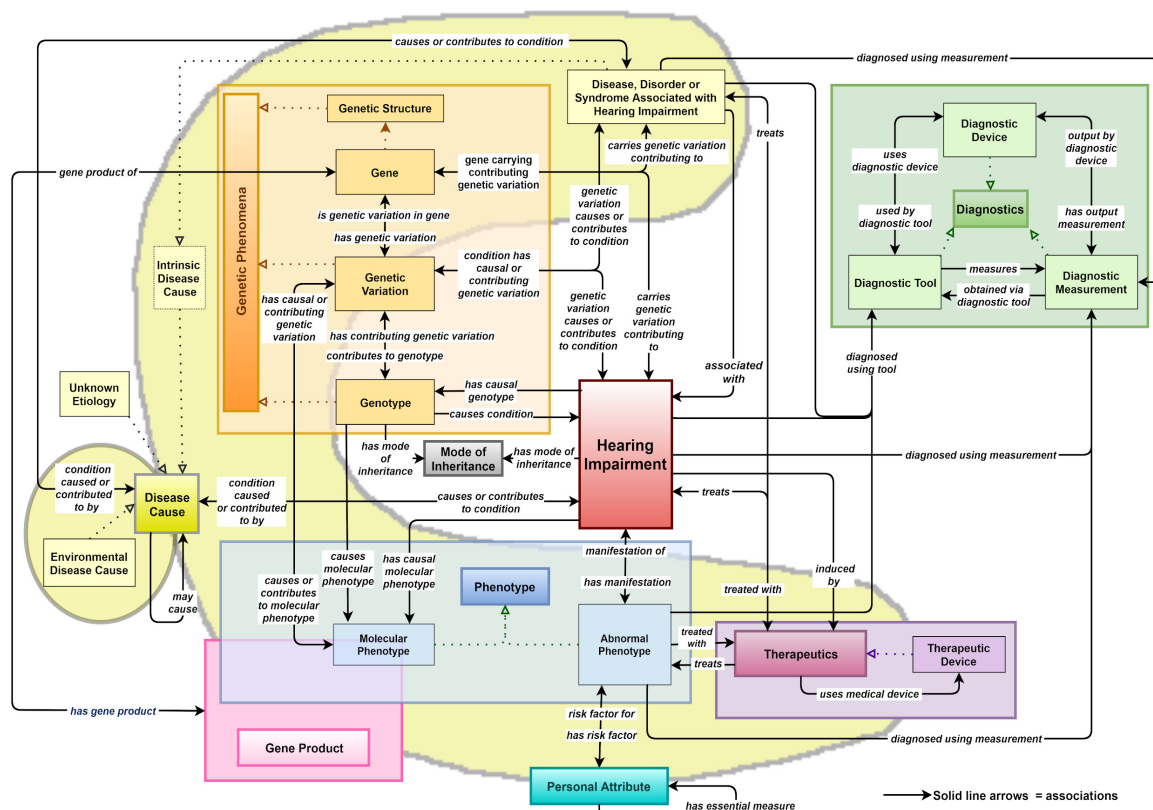 causes or contributes to condition
diagnosed using measurement
Disease, Disorder or
Syndrome Associated with
Hearing Impairment
treats
Genetic Structure
carries genetic variation
contributing to
gene product of
Gene
gene carrying
contributing
genetic variation
Genetic Phenomena
is genetic variation in gene
has genetic variation
genetic
variation
causes or
contributes
to condition
Diagnostic
Device
uses
diagnostic device
output by
diagnostic
device
Diagnostics
used by
diagnostic tool
has output
measurement
Intrinsic
Disease
Cause
Genetic
Variation
condition has
causal or
contributing
genetic variation
Diagnostic Tool
measures
obtained via
diagnostic tool
Diagnostic
Measurement
has causal or
contributing
genetic
variation
has contributing genetic variation
contributes to genotype
genetic
variation
causes or
contributes
to condition
carries
genetic
variation
contributing
to
diagnosed
using tool
associated
with
Unknown
Etiology
Genotype
has causal
genotype
causes condition
Hearing
Impairment
has mode
of
inheritance
Mode of
Inheritance
has mode of
inheritance
diagnosed using measurement
condition
caused or
contributed
to by
Disease
Cause
condition
caused
or contributed
to by
causes or contributes
to condition
treats
Environmental
Disease Cause
may
cause
causes
molecular
phenotype
has causal
molecular
phenotype
manifestation of
has manifestation
induced
by
treated with
Phenotype
causes or
contributes
to molecular
phenotype
Molecular
Phenotype
Abnormal
Phenotype
treated
with
treats
Therapeutics
Therapeutic
Device
uses medical device
has gene product
risk factor for
has risk factor
diagnosed using measurement
Gene Product
Personal Attribute
has essential measure
Solid line arrows = associations